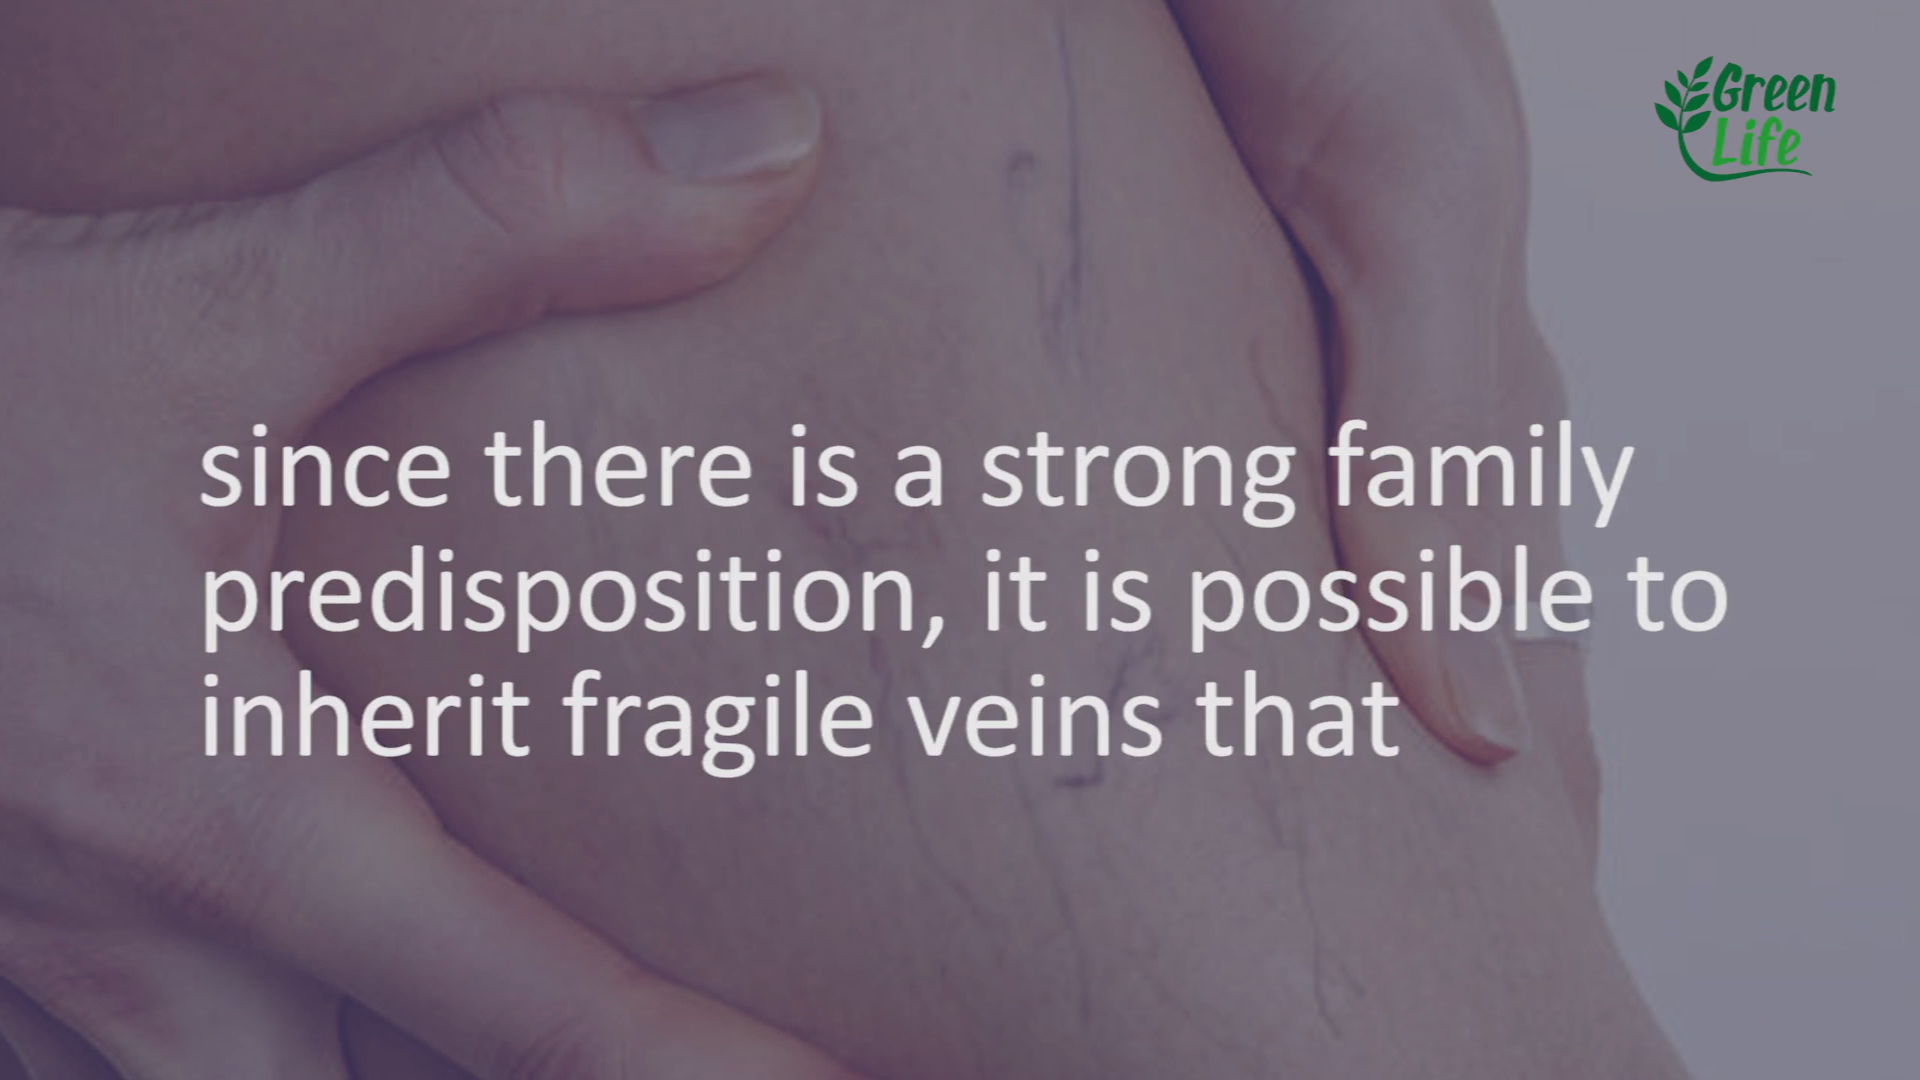 Green
Life
since there is a strong family
predisposition, it is possible to
inherit fragile veins that